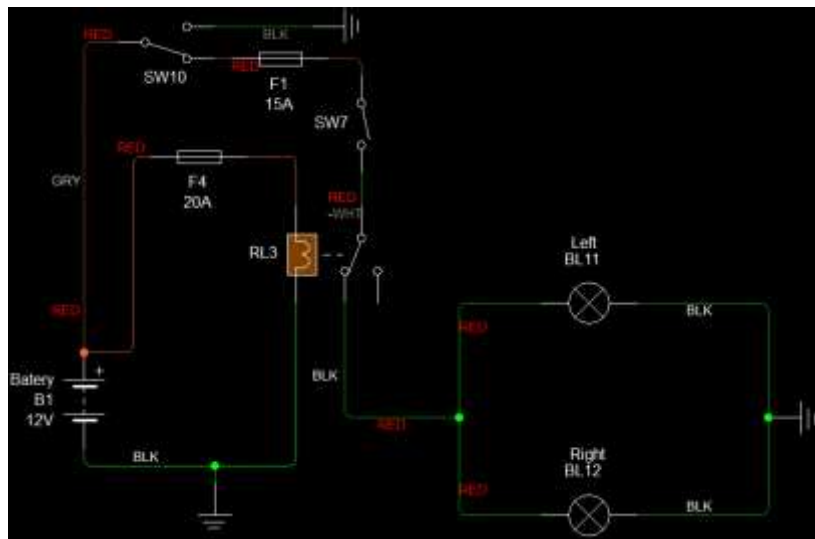 RED
BLK
SW10
RED
F1
15A
SW7
RED
GRY
F4
20A
RED
-WHT
RL3
Left
BL11
RED
RED
BLK
Batery
+
B1
12V
BLK
RED
BLK
Right
BL12
RED
BLK